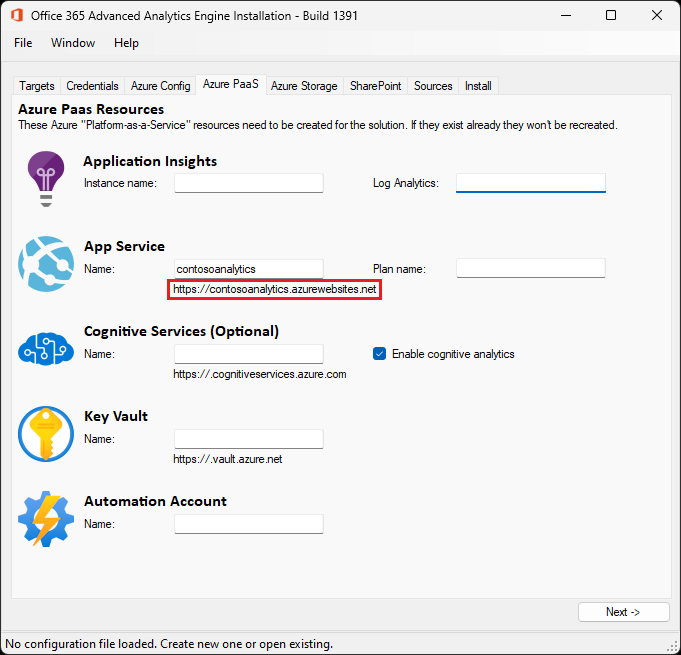 Office 365 Advanced Analytics Engine Installation - Build 1391
File Window Help
Targets Credentials Azure Config Azure PaaS Azure Storage SharePoint Sources Install
Azure Paas Resources
These Azure "Platform-as-a-Service" resources need to be created for the solution. If they exist already they won't be recreated.
Application Insights
Instance name: Log Analytics:
App Service
Name: contosoanalytics Plan name:
https://contosoanalytics.azurewebsites.net
Cognitive Services (Optional)
Name: Enable cognitive analytics
https://.cognitiveservices.azure.com
Key Vault
Name:
https://.vault.azure.net
Automation Account
Name:
Next ->
No configuration file loaded. Create new one or open existing.